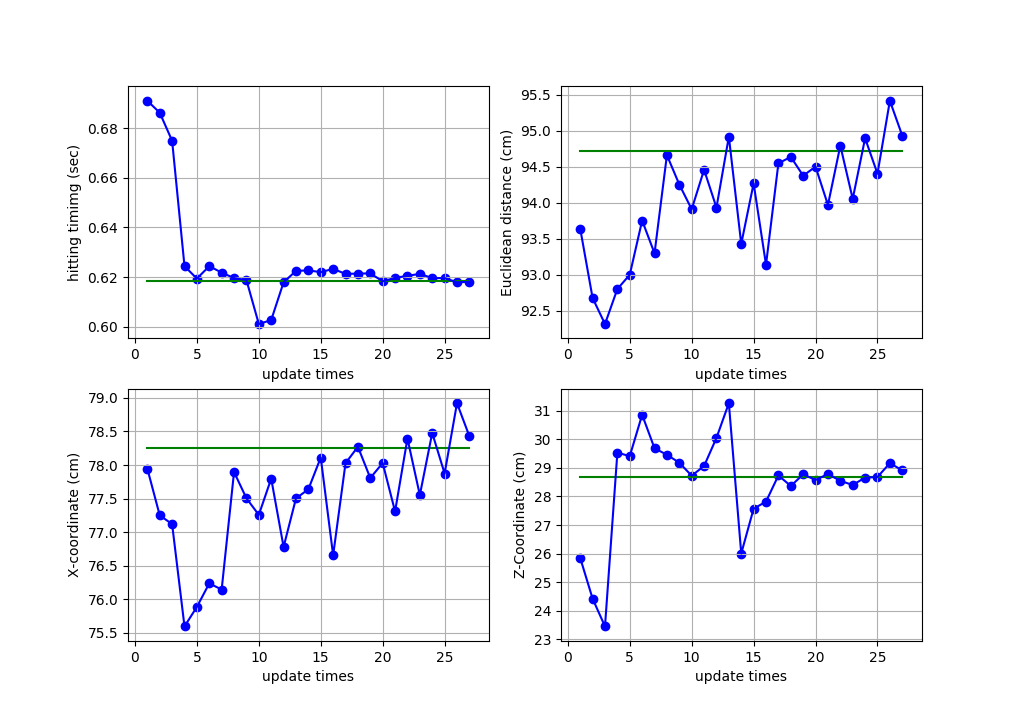 0.68
0.66
0.64
0.62
0.60
hitting timimg (sec)
0 5 10 15 20 25
update times
95.5
95.0
94.5
94.0
93.5
93.0
92.5
Euclidean distance (cm)
0 5 10 15 20 25
update times
79.0
78.5
78.0
77.5
77.0
76.5
76.0
75.5
X-coordinate (cm)
0 5 10 15 20 25
update times
31
30
29
28
27
26
25
24
23
Z-Coordinate (cm)
0 5 10 15 20 25
update times